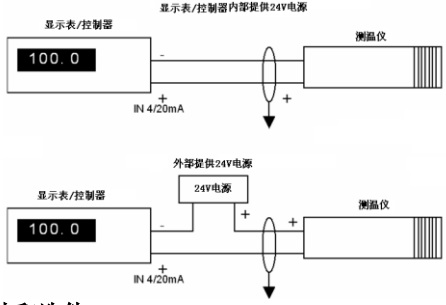 显示表/控制器内部提供24V电源
显示表/控制器
测温仪
100.0
-
+
+
IN 4/20mA
外部提供24V电源
显示表/控制器
24V电源
测温仪
100.0
-
+
+
+
IN 4/20mA